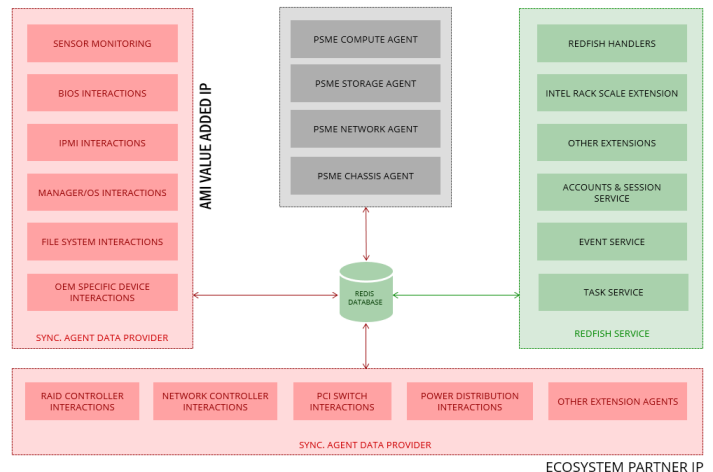 SENSOR MONITORING
BIOS INTERACTIONS
IPMI INTERACTIONS
MANAGER/OS INTERACTIONS
FILE SYSTEM INTERACTIONS
OEM SPECIFIC DEVICE
INTERACTIONS
SYNC. AGENT DATA PROVIDER
AMI VALUE ADDED IP
PSME COMPUTE AGENT
PSME STORAGE AGENT
PSME NETWORK AGENT
PSME CHASSIS AGENT
REDIS
DATABASE
REDFISH HANDLERS
INTEL RACK SCALE EXTENSION
OTHER EXTENSIONS
ACCOUNTS & SESSION
SERVICE
EVENT SERVICE
TASK SERVICE
REDFISH SERVICE
RAID CONTROLLER
INTERACTIONS
NETWORK CONTROLLER
INTERACTIONS
PCI SWITCH
INTERACTIONS
POWER DISTRIBUTION
INTERACTIONS
OTHER EXTENSION AGENTS
SYNC. AGENT DATA PROVIDER
ECOSYSTEM PARTNER IP